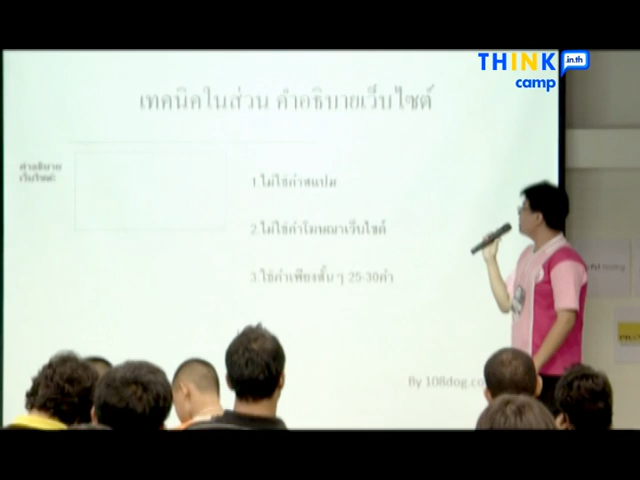 THINK in.th
camp
เทคนิคในส่วน คำอธิบายเว็บไซต์
คำอธิบาย
เว็บไซต์:
1.ไม่ใช้คำสแปม
2.ไม่ใช้คำโฆษณาเว็บไซต์
3.ใช้คำเพียงสั้นๆ 25-30คำ
By 108dog.co